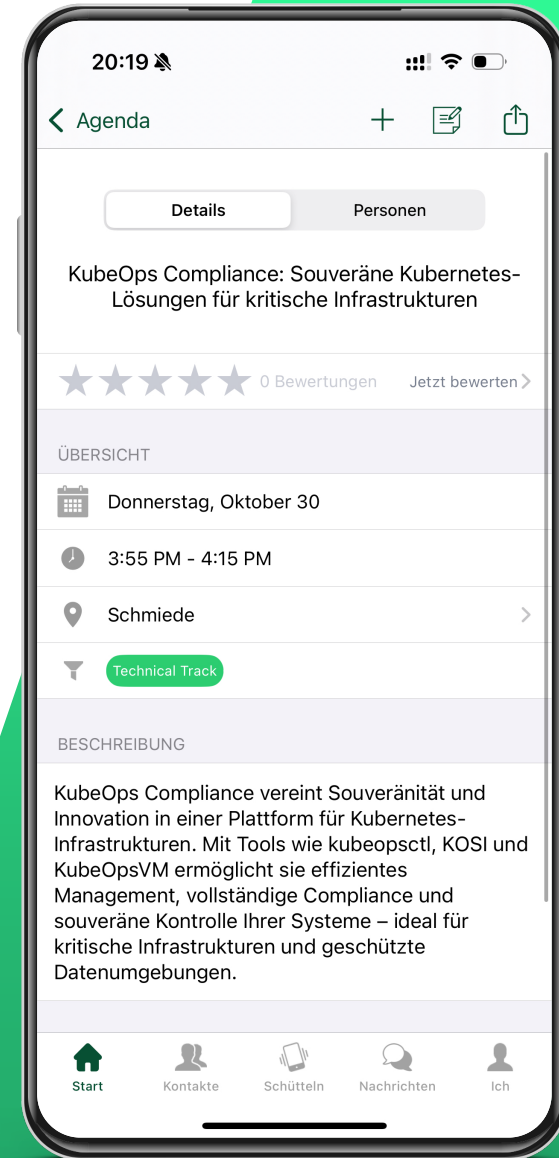 20:19
Agenda
Details
Personen
KubeOps Compliance: Souveräne Kubernetes-
Lösungen für kritische Infrastrukturen
0 Bewertungen
Jetzt bewerten
ÜBERSICHT
Donnerstag, Oktober 30
3:55 PM - 4:15 PM
Schmiede
Technical Track
BESCHREIBUNG
KubeOps Compliance vereint Souveränität und
Innovation in einer Plattform für Kubernetes-
Infrastrukturen. Mit Tools wie kubeopsctl, KOSI und
KubeOpsVM ermöglicht sie effizientes
Management, vollständige Compliance und
souveräne Kontrolle Ihrer Systeme – ideal für
kritische Infrastrukturen und geschützte
Datenumgebungen.
Start
Kontakte
Schütteln
Nachrichten
Ich